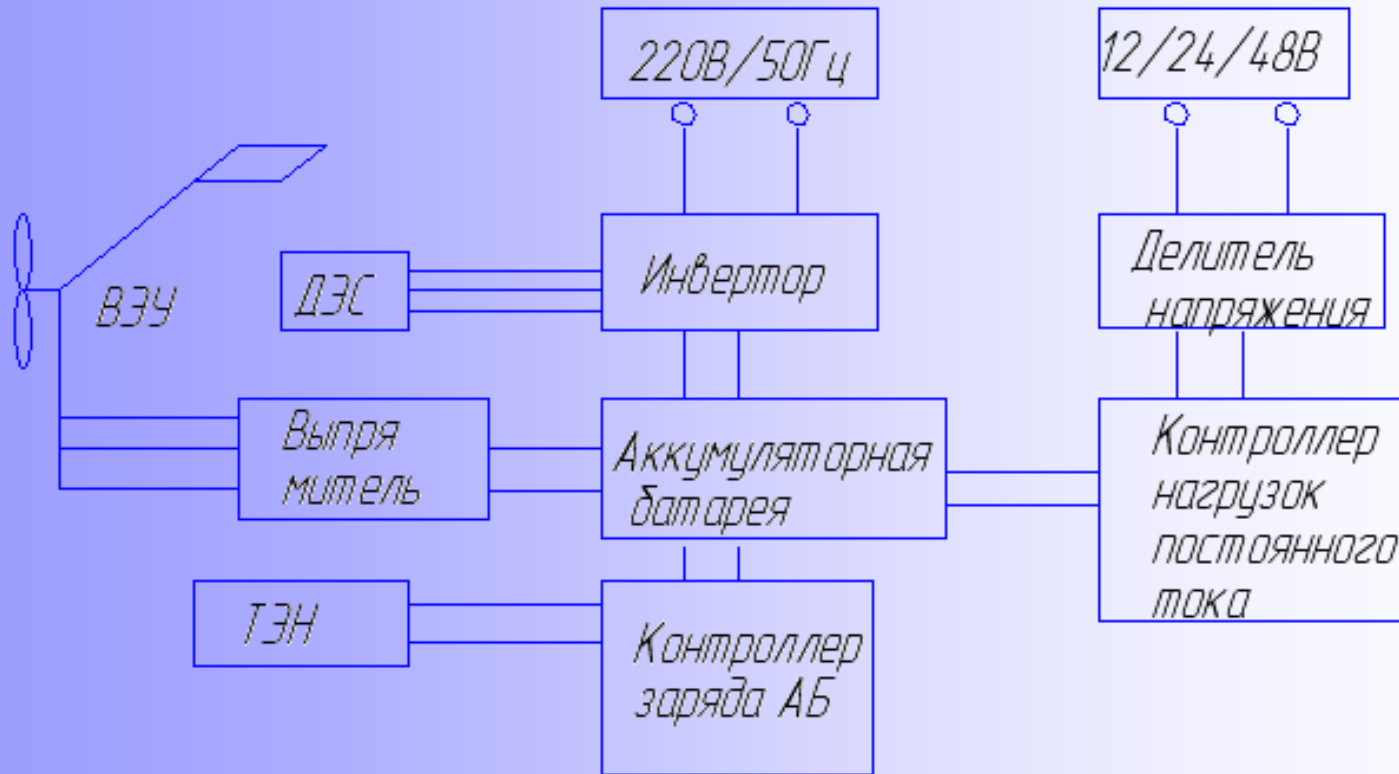 220В/50Гц
12/24/48В
ВЭУ
ДЭС
Инвертор
Делитель
напряжения
Выпря
митель
Аккумуляторная
батарея
Контроллер
нагрузок
постоянного
тока
ТЭН
Контроллер
заряда АБ